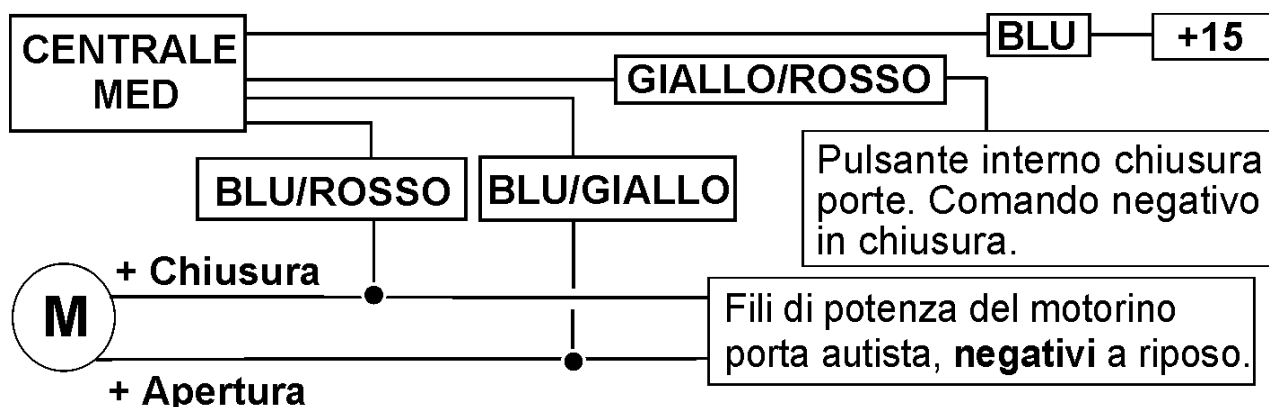 CENTRALE
MED
BLU
+15
GIALLO/ROSSO
BLU/ROSSO
BLU/GIALLO
Pulsante interno chiusura
porte. Comando negativo
in chiusura.
+ Chiusura
M
Fili di potenza del motorino
porta autista, negativi a riposo.
+ Apertura